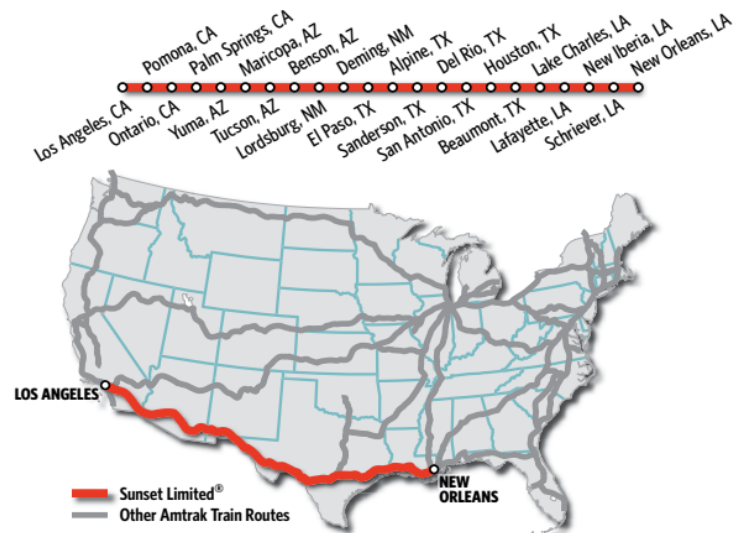 Pomona, CA
Palm Springs, CA
Maricopa, AZ
Benson, AZ
Deming, NM
Alpine, TX
Del Rio, TX
Houston, TX
Lake Charles, LA
New Iberia, LA
New Orleans, LA
Los Angeles, CA
Ontario, CA
Yuma, AZ
Tucson, AZ
Lordsburg, NM
El Paso, TX
Sanderson, TX
San Antonio, TX
Beaumont, TX
Lafayette, LA
Schriever, LA
LOS ANGELES
NEW
ORLEANS
Sunset Limited®
Other Amtrak Train Routes